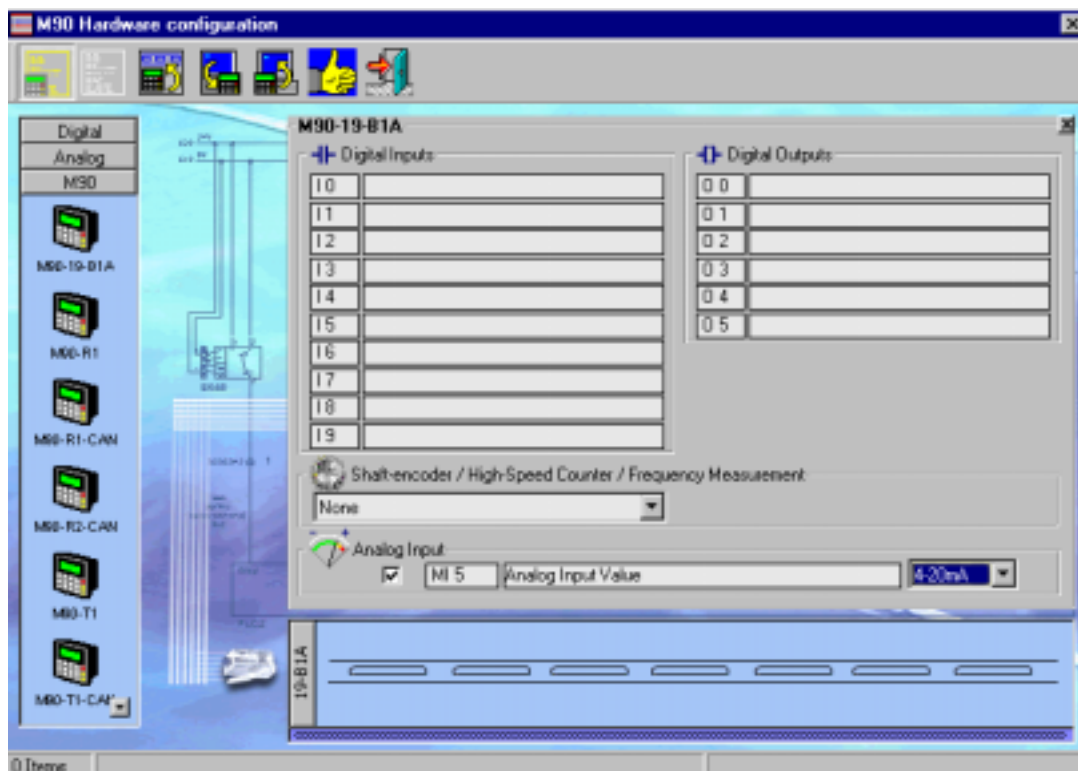 M90 Hardware configuration
Digital
Analog
M90
M90-19-B1A
M90-R1
M90-R1-CAN
M90-R2-CAN
M90-T1
M90-T1-CAN
M90-19-B1A
Digital Inputs
I 0
I 1
I 2
I 3
I 4
I 5
I 6
I 7
I 8
I 9
Digital Outputs
O 0
O 1
O 2
O 3
O 4
O 5
Shaft-encoder / High-Speed Counter / Frequency Measurement
None
Analog Input
MI 5 Analog Input Value 4-20mA
19-B1A
0 Items